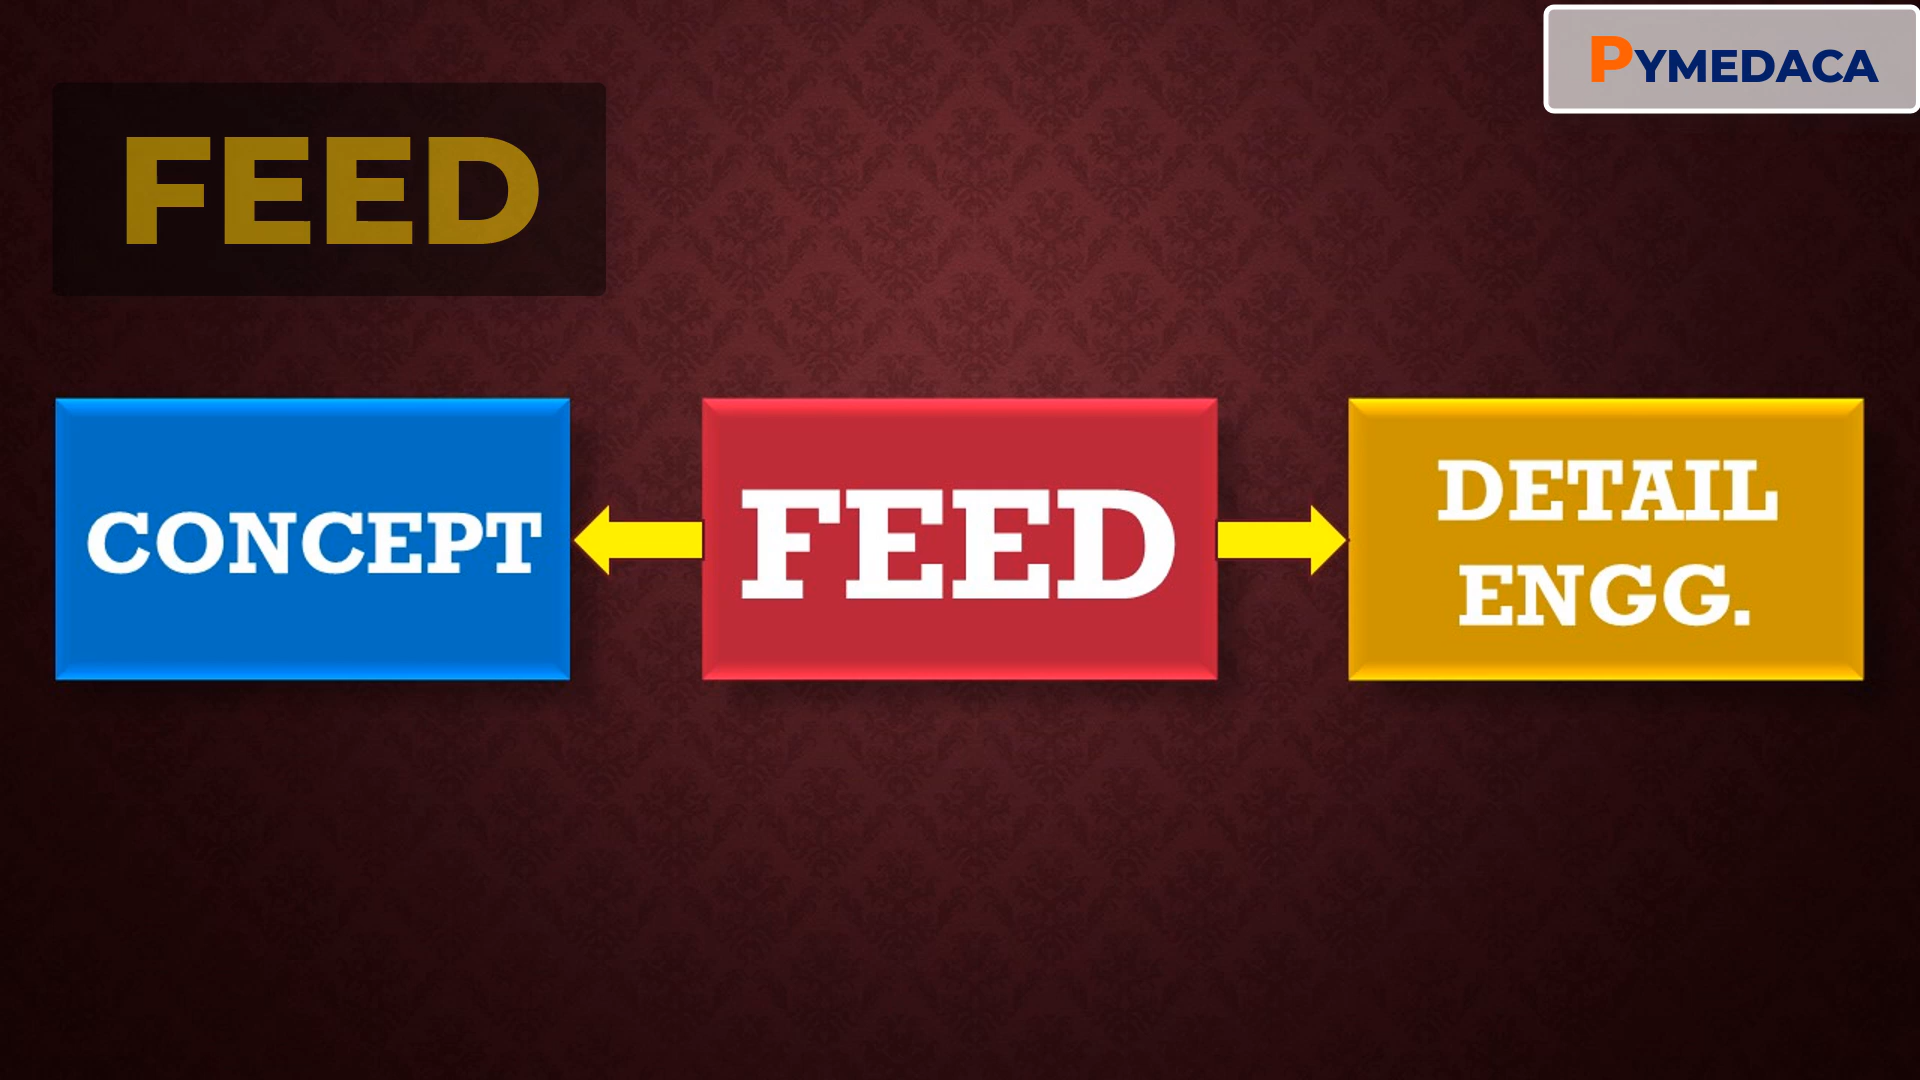 PYMEDACA
FEED
CONCEPT
FEED
DETAIL
ENGG.